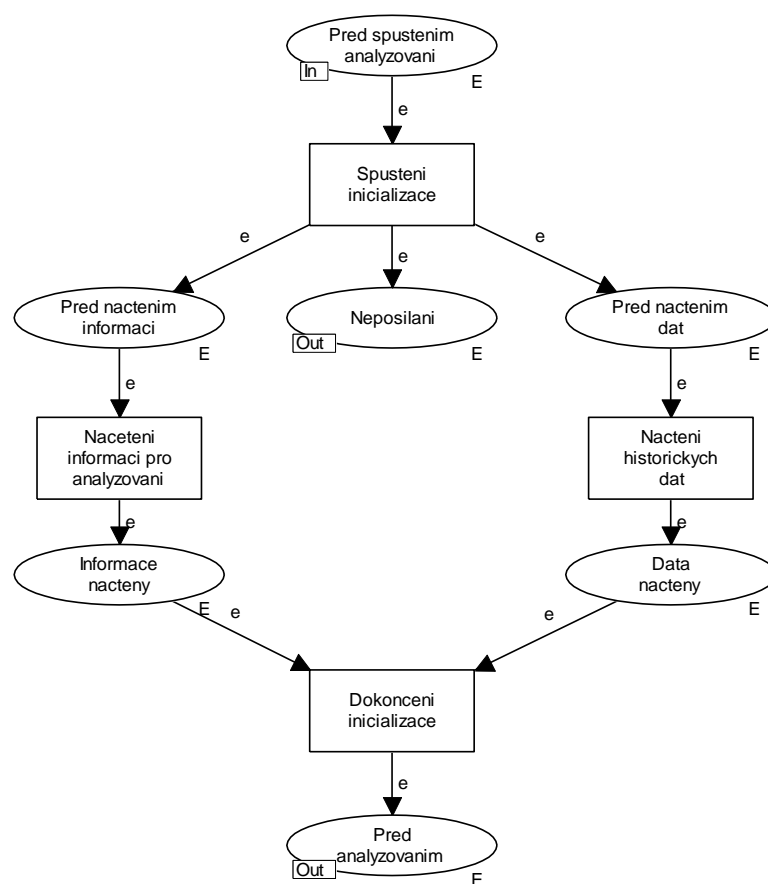 Pred spustenim
analyzovani
In
E
e
Spusteni
inicializace
e
e
e
Pred nactenim
informaci
E
Neposilani
Out
E
Pred nactenim
dat
E
e
e
Naceteni
informaci pro
analyzovani
Nacteni
historickych
dat
e
e
Informace
nacteny
E
Data
nacteny
E
e
e
Dokonceni
inicializace
e
Pred
analyzovanim
Out
E